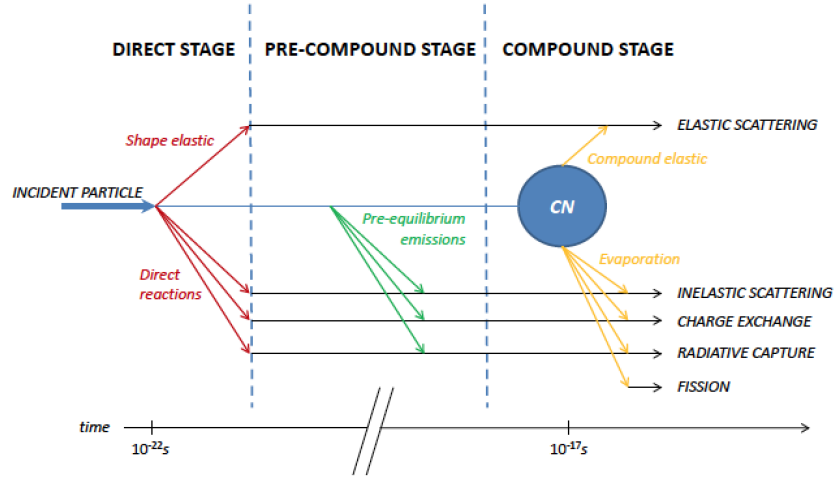 DIRECT STAGE
PRE-COMPOUND STAGE
COMPOUND STAGE
Shape elastic
ELASTIC SCATTERING
Compound elastic
INCIDENT PARTICLE
CN
Pre-equilibrium
emissions
Direct
reactions
Evaporation
INELASTIC SCATTERING
CHARGE EXCHANGE
RADIATIVE CAPTURE
FISSION
time
10⁻²²s
10⁻¹⁷s